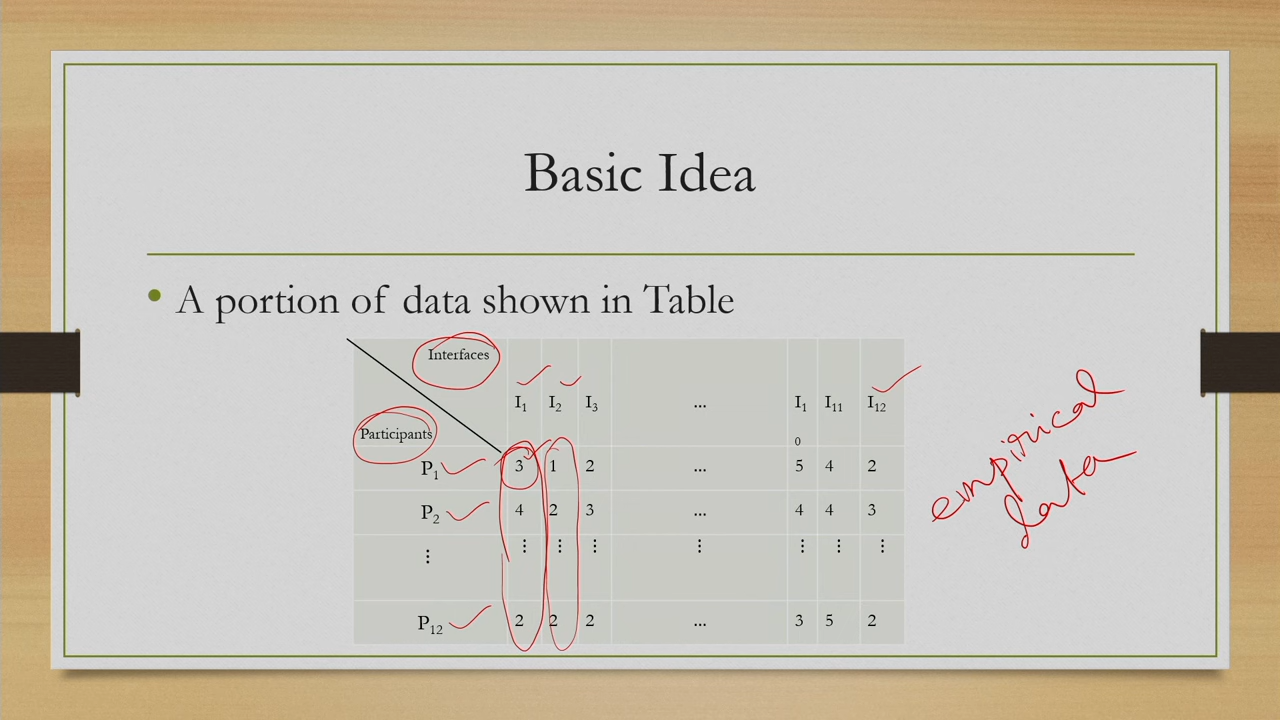 Basic Idea
• A portion of data shown in Table
Interfaces
Participants
I1 I2 I3 ... I10 I11 I12
P1 3 1 2 ... 5 4 2
P2 4 2 3 ... 4 4 3
⋮ ⋮ ⋮ ⋮ ⋮ ⋮ ⋮ ⋮
P12 2 2 2 ... 3 5 2
empirical
data